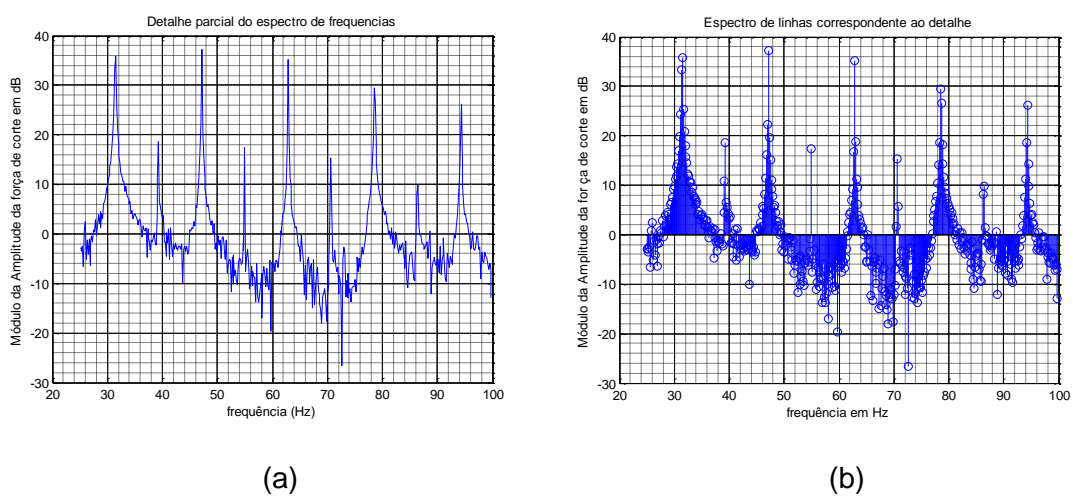 Detalhe parcial do espectro de frequencias
Módulo da Amplitude da força de corte em dB
40
30
20
10
0
-10
-20
-30
20 30 40 50 60 70 80 90 100
frequência (Hz)
(a)
Espectro de linhas correspondente ao detalhe
Módulo da Amplitude da for ça de corte em dB
40
30
20
10
0
-10
-20
-30
20 30 40 50 60 70 80 90 100
frequência em Hz
(b)